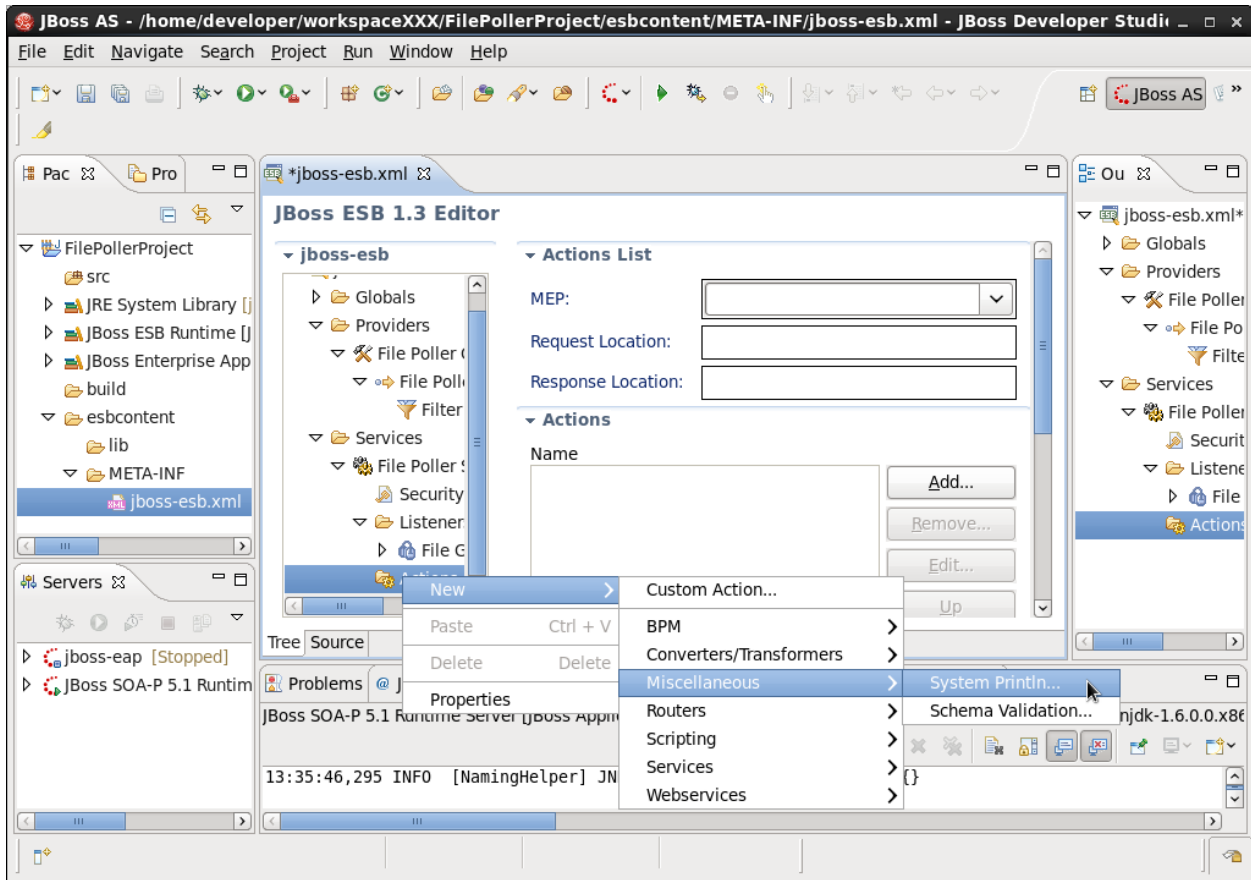 JBoss AS - /home/developer/workspaceXXX/FilePollerProject/esbcontent/META-INF/jboss-esb.xml - JBoss Developer Studi
File Edit Navigate Search Project Run Window Help
JBoss AS
Pac
Pro
FilePollerProject
src
JRE System Library [j
JBoss ESB Runtime [J
JBoss Enterprise App
build
esbcontent
lib
META-INF
jboss-esb.xml
Servers
jboss-eap [Stopped]
JBoss SOA-P 5.1 Runtim
*jboss-esb.xml
JBoss ESB 1.3 Editor
jboss-esb
Globals
Providers
File Poller
File Poll
Filter
Services
File Poller
Security
Listener
File G
Tree Source
Actions List
MEP:
Request Location:
Response Location:
Actions
Name
Add...
Remove...
Edit...
Up
New
Paste Ctrl + V
Delete Delete
Properties
Custom Action...
BPM
Converters/Transformers
Miscellaneous
Routers
Scripting
Services
Webservices
System Println...
Schema Validation...
Problems @ J
JBoss SOA-P 5.1 Runtime Server [JBoss Appli
njdk-1.6.0.0.x86
13:35:46,295 INFO [NamingHelper] JN
{}
Ou
jboss-esb.xml*
Globals
Providers
File Poller
File Po
Filte
Services
File Poller
Securit
Listene
File
Actions